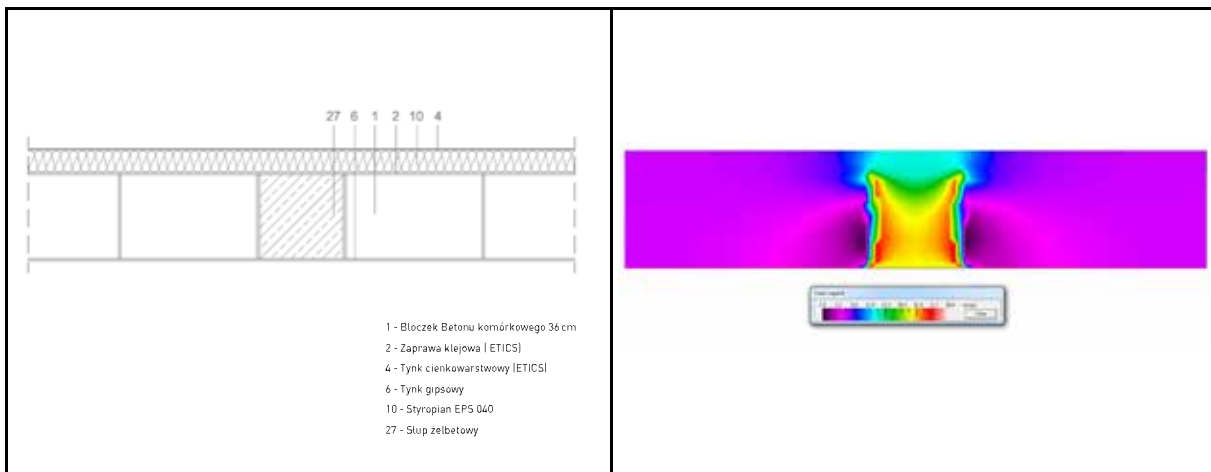 27 6 1 2 10 4
1 - Bloczek Betonu komórkowego 36 cm
2 - Zaprawa klejowa ( ETICS)
4 - Tynk cienkowarstwowy (ETICS)
6 - Tynk gipsowy
10 - Styropian EPS 040
27 - Słup żelbetowy